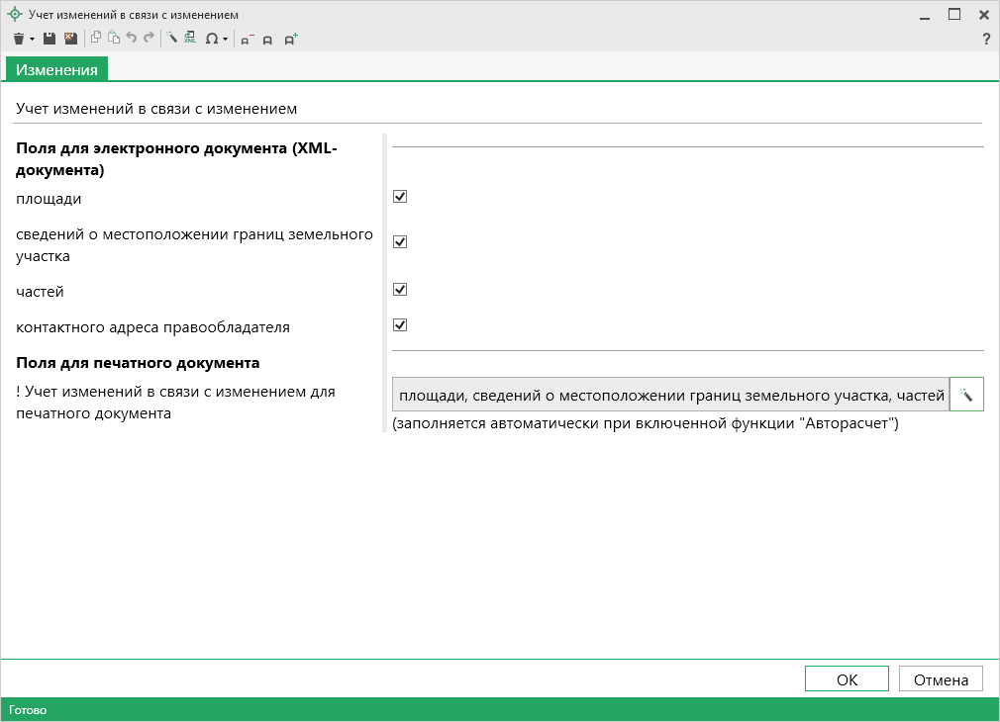 Учет изменений в связи с изменением
?
Изменения
Учет изменений в связи с изменением
Поля для электронного документа (XML-
документа)
площади
сведений о местоположении границ земельного
участка
частей
контактного адреса правообладателя
Поля для печатного документа
! Учет изменений в связи с изменением для
печатного документа
площади, сведений о местоположении границ земельного участка, частей
(заполняется автоматически при включенной функции "Авторасчет")
ОК
Отмена
Готово